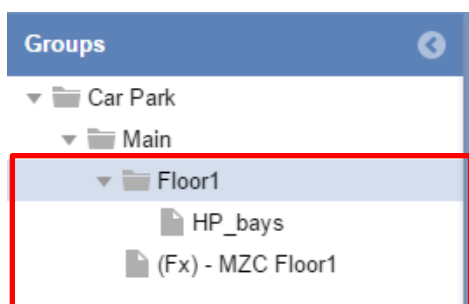 Groups
Car Park
Main
Floor1
HP_bays
(Fx) - MZC Floor1